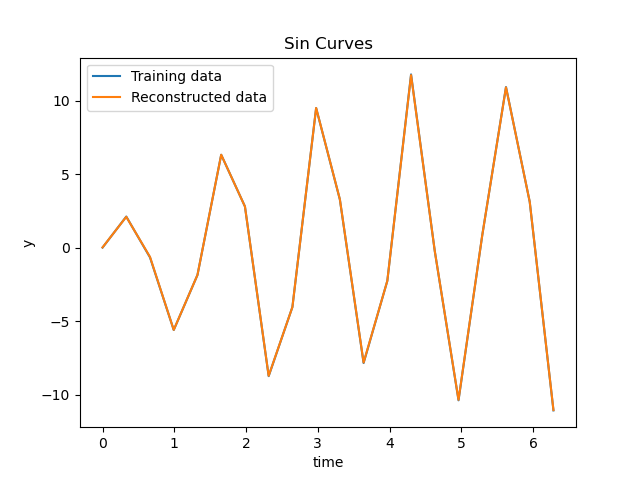 Sin Curves
Training data
Reconstructed data
10
5
0
−5
−10
y
0 1 2 3 4 5 6
time